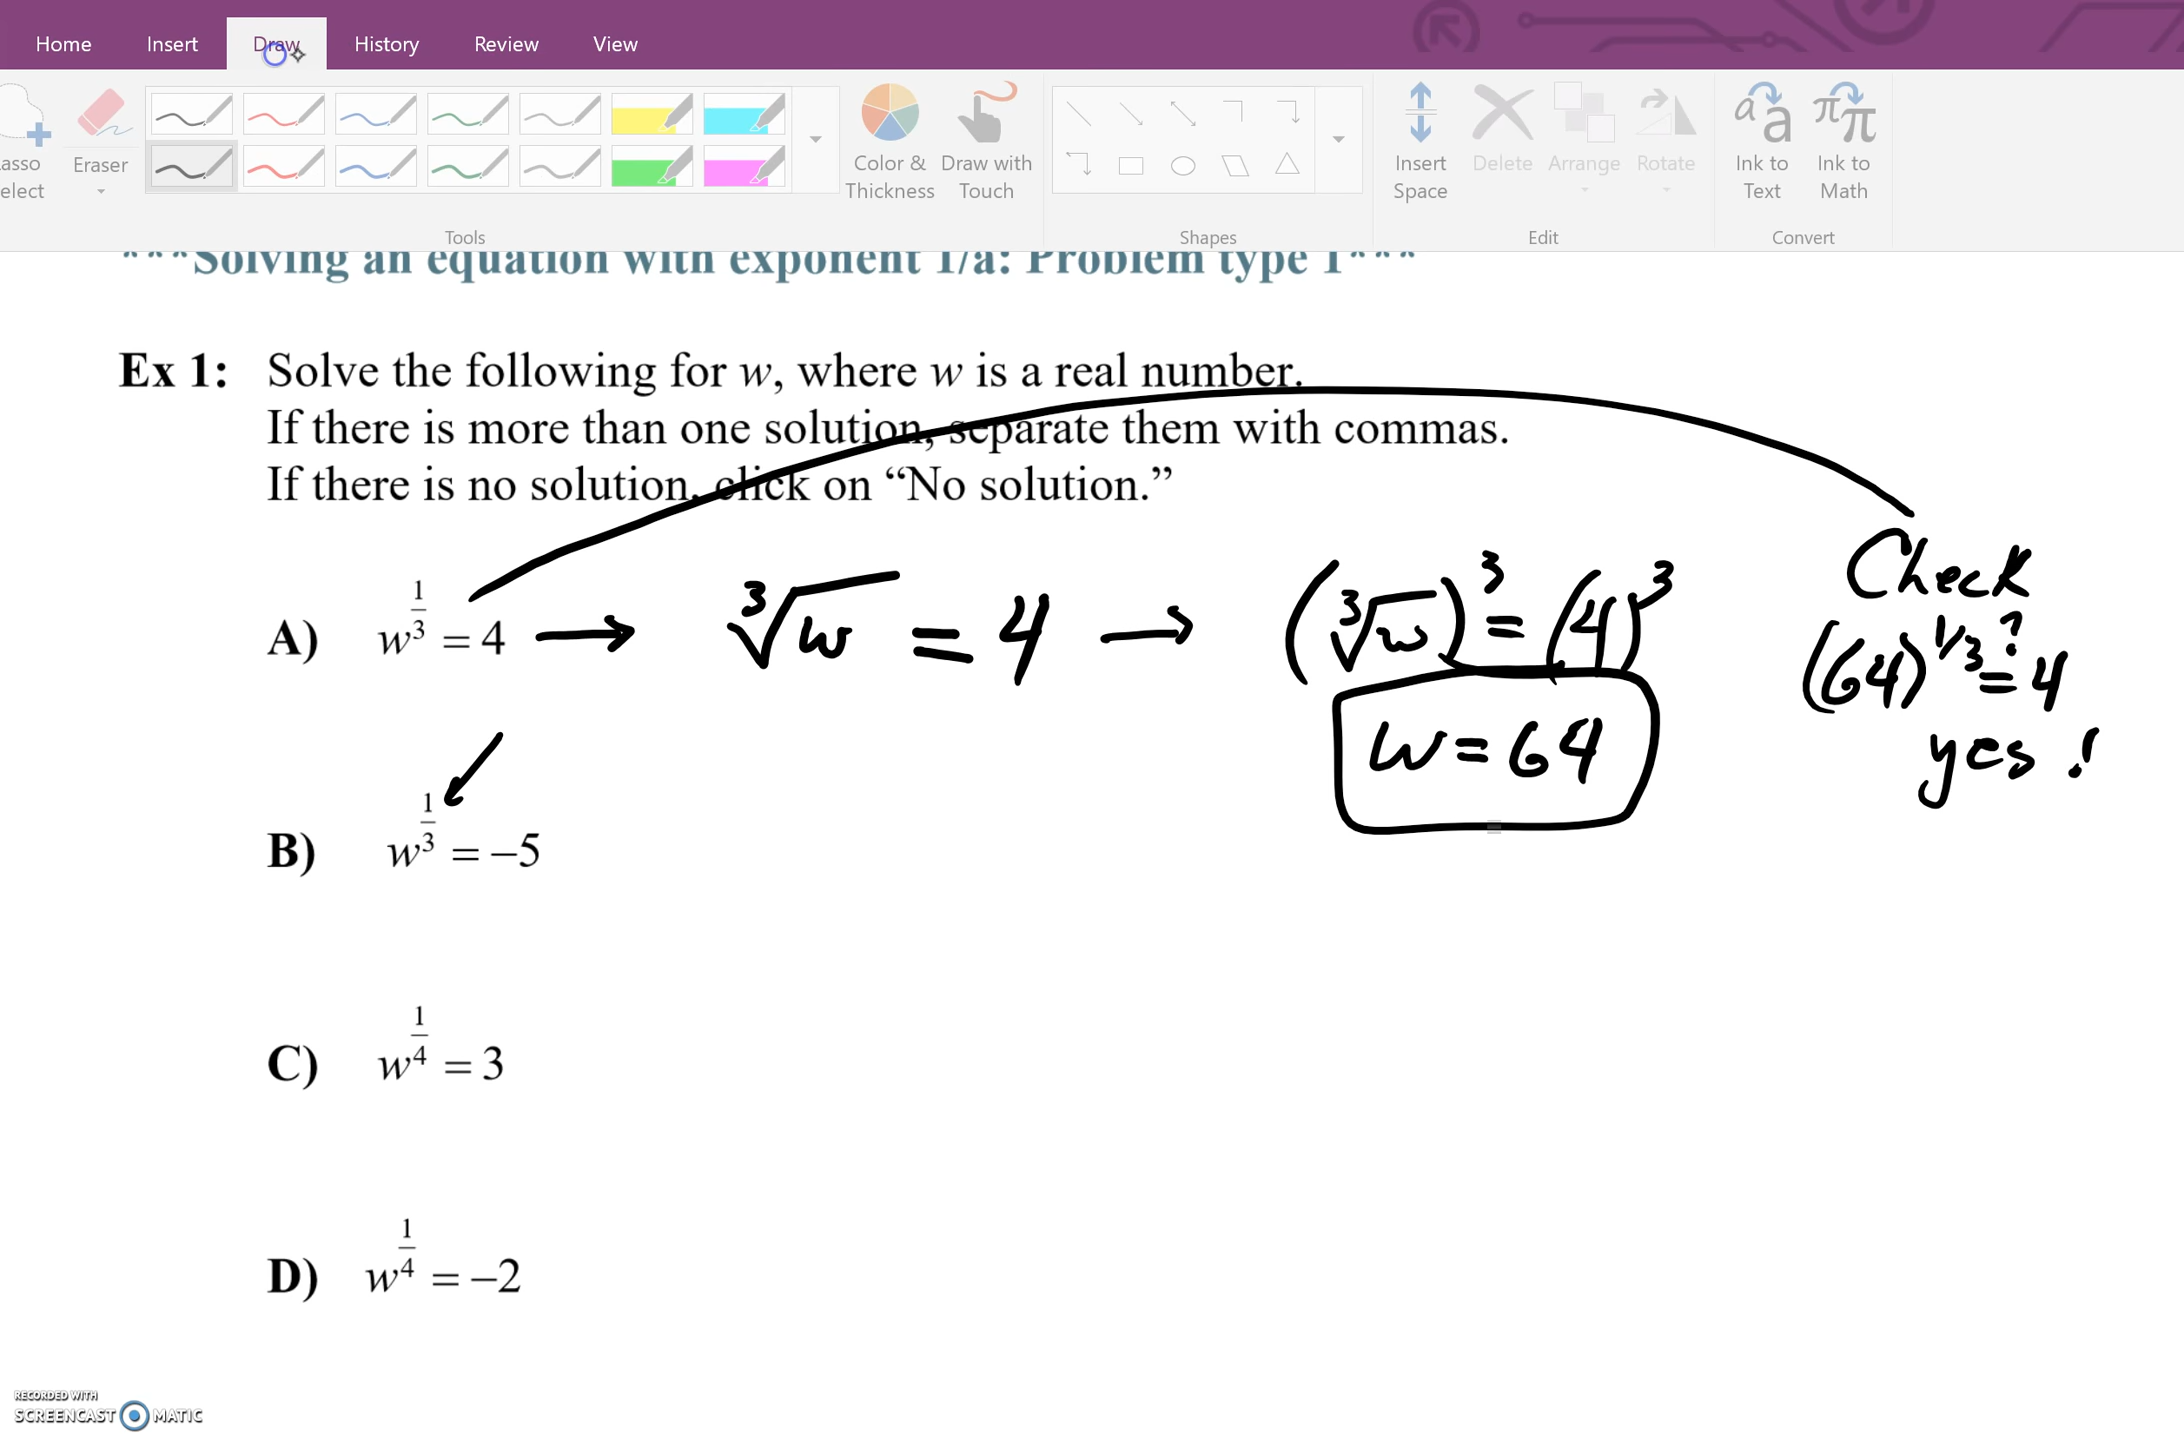 Home Insert Draw History Review View
asso
elect
Eraser
Color &
Thickness
Draw with
Touch
Insert
Space
Delete
Arrange
Rotate
Ink to
Text
Ink to
Math
Tools
Shapes
Edit
Convert
***Solving an equation with exponent 1/a: Problem type 1***
Ex 1: Solve the following for w, where w is a real number.
If there is more than one solution, separate them with commas.
If there is no solution, click on “No solution.”
Check
A) w^(1/3) = 4 → ∛w = 4 → (∛w)³ = (4)³
(64)^(1/3) ≟ 4
w = 64
yes!
B) w^(1/3) = –5
C) w^(1/4) = 3
D) w^(1/4) = –2
RECORDED WITH
SCREENCAST MATIC